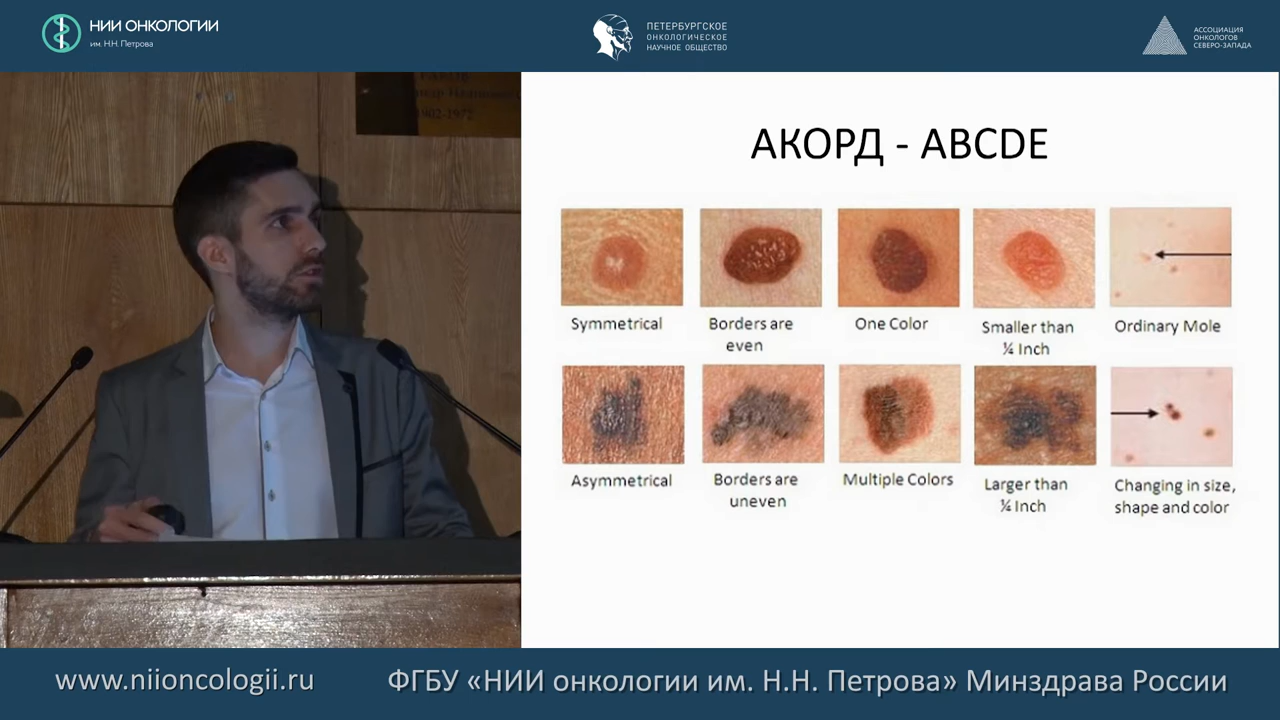 НИИ ОНКОЛОГИИ
им. Н.Н. Петрова
ПЕТЕРБУРГСКОЕ
ОНКОЛОГИЧЕСКОЕ
НАУЧНОЕ ОБЩЕСТВО
АССОЦИАЦИЯ
ОНКОЛОГОВ
СЕВЕРО-ЗАПАДА
1902-1972
АКОРД - ABCDE
Symmetrical
Borders are
even
One Color
Smaller than
¼ Inch
Ordinary Mole
Asymmetrical
Borders are
uneven
Multiple Colors
Larger than
¼ Inch
Changing in size,
shape and color
www.niioncologii.ru
ФГБУ «НИИ онкологии им. Н.Н. Петрова» Минздрава России